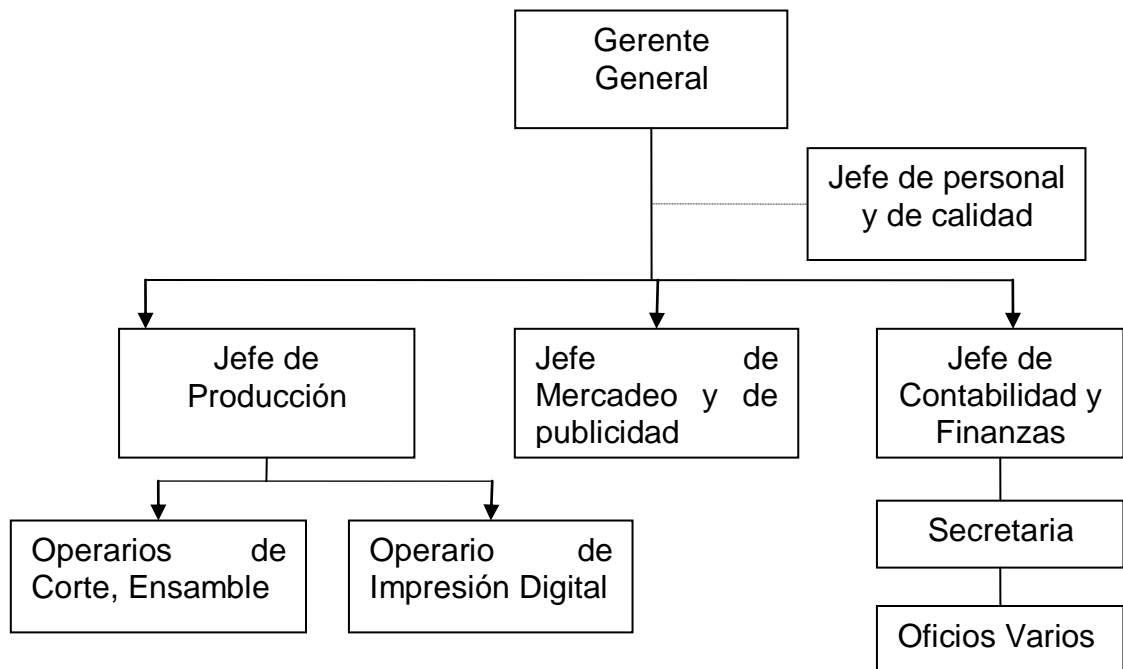 Gerente
General
Jefe de personal
y de calidad
Jefe de
Producción
Jefe de
Mercadeo y de
publicidad
Jefe de
Contabilidad y
Finanzas
Operarios de
Corte, Ensamble
Operario de
Impresión Digital
Secretaria
Oficios Varios